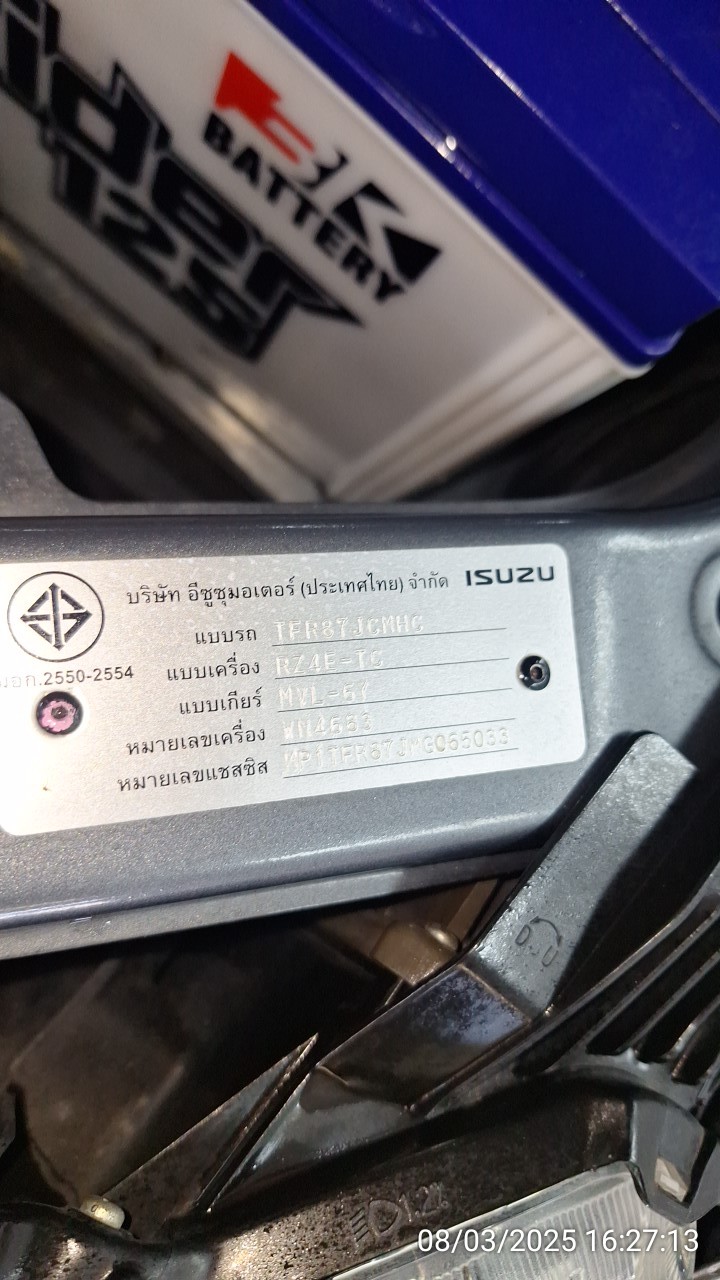 3K
BATTERY
ider
125
บริษัท อีซูซุมอเตอร์ (ประเทศไทย) จำกัด ISUZU
แบบรถ TFR87JCMHC
มอก.2550-2554
แบบเครื่อง RZ4E-TC
แบบเกียร์ MVL-6Y
หมายเลขเครื่อง WN4683
หมายเลขแชสซิส
D U
1.2%
08/03/2025 16:27:13